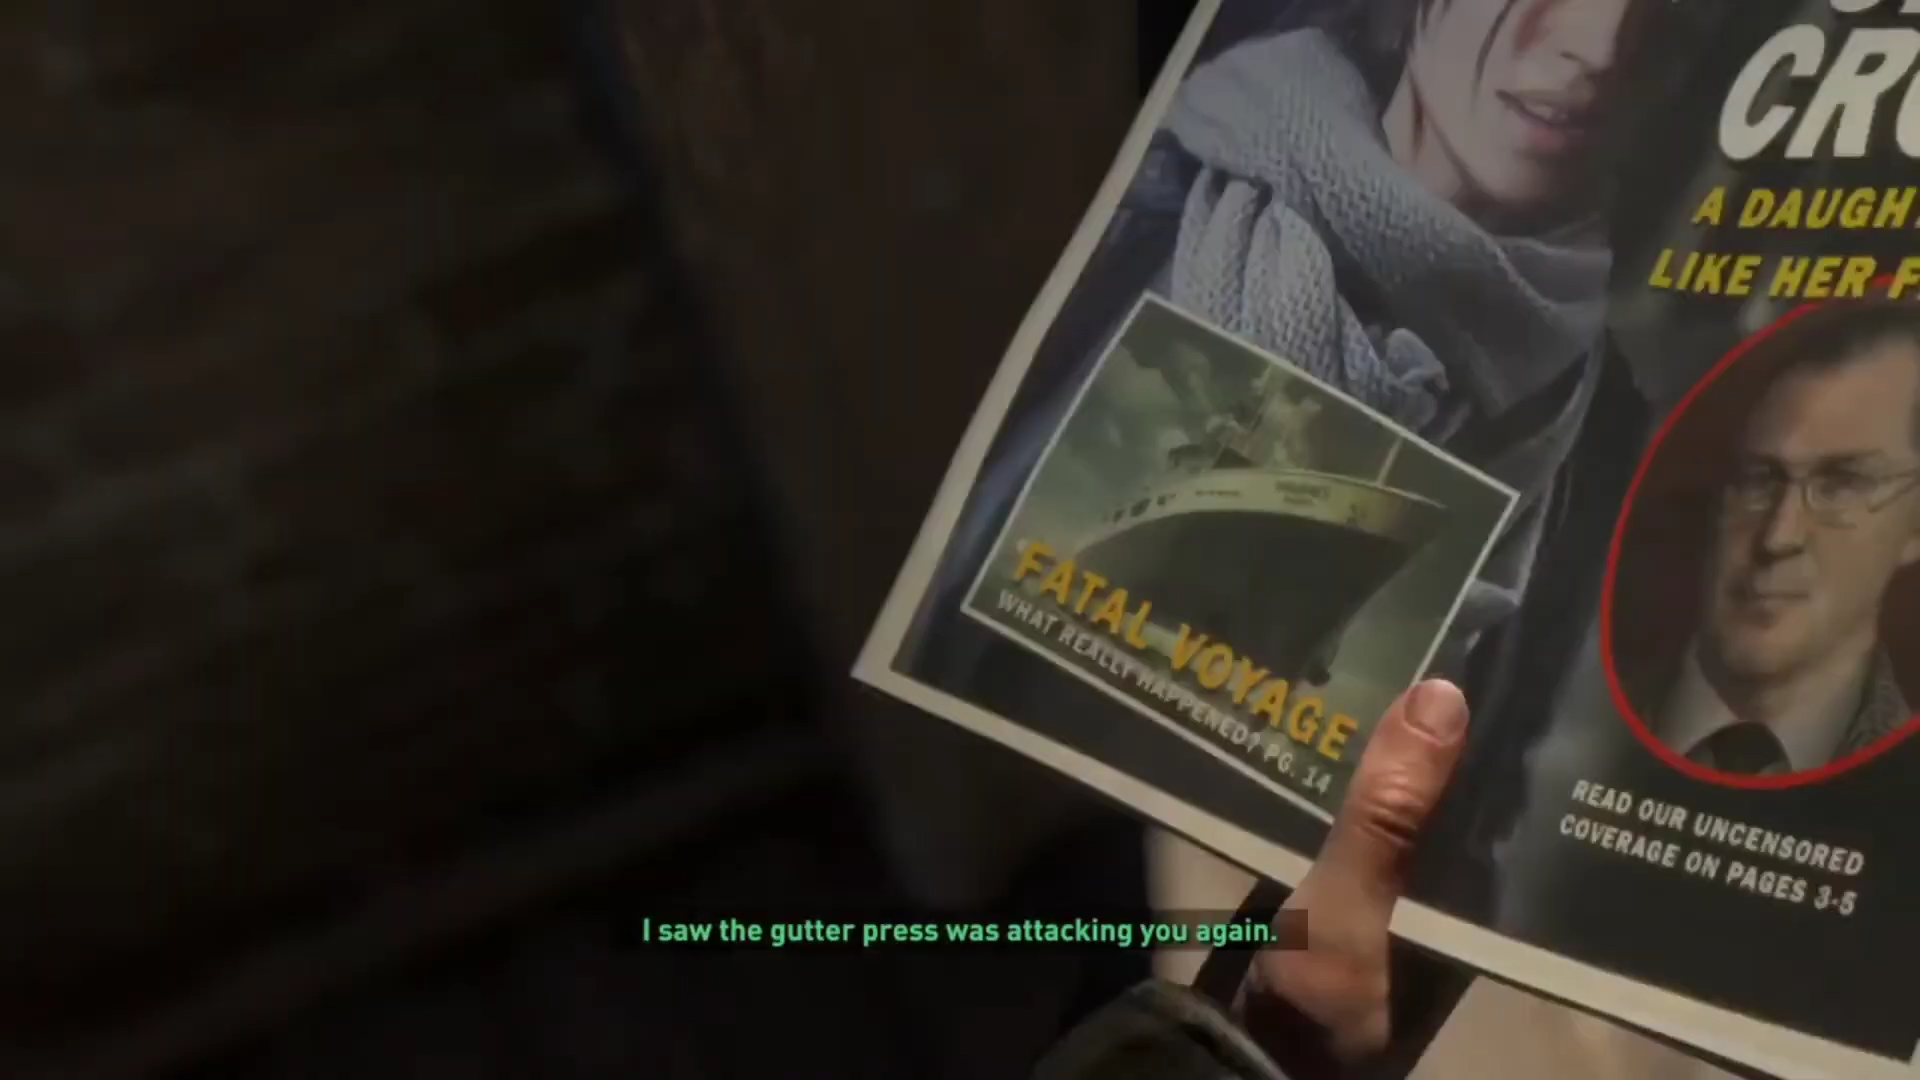 CR
A DAUGH
LIKE HER F
FATAL VOYAGE
WHAT REALLY HAPPENED? PG. 14
READ OUR UNCENSORED
COVERAGE ON PAGES 3-5
I saw the gutter press was attacking you again.